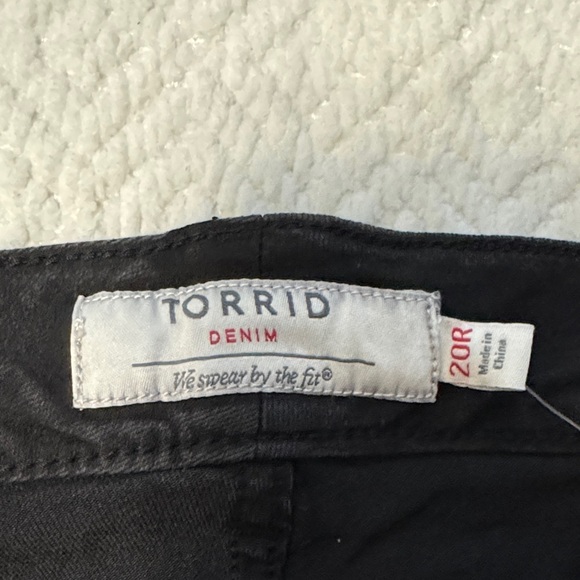 TORRID
DENIM
We swear by the fit®
20R
Made in
China